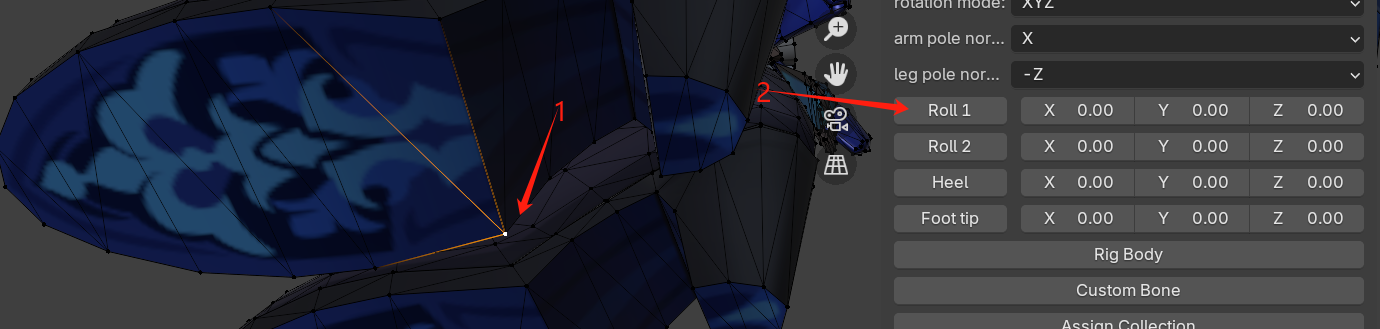 rotation mode: XYZ
arm pole nor... X
leg pole nor... -Z
1
2
Roll 1 X 0.00 Y 0.00 Z 0.00
Roll 2 X 0.00 Y 0.00 Z 0.00
Heel X 0.00 Y 0.00 Z 0.00
Foot tip X 0.00 Y 0.00 Z 0.00
Rig Body
Custom Bone
Assign Collection